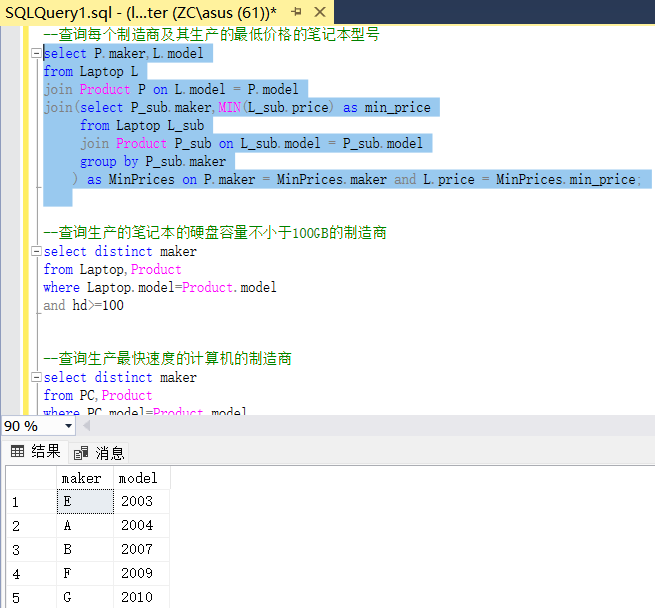 SQLQuery1.sql - (l...ter (ZC\asus (61))*
--查询每个制造商及其生产的最低价格的笔记本型号
select P.maker,L.model
from Laptop L
join Product P on L.model = P.model
join(select P_sub.maker,MIN(L_sub.price) as min_price
from Laptop L_sub
join Product P_sub on L_sub.model = P_sub.model
group by P_sub.maker
) as MinPrices on P.maker = MinPrices.maker and L.price = MinPrices.min_price;
--查询生产的笔记本的硬盘容量不小于100GB的制造商
select distinct maker
from Laptop,Product
where Laptop.model=Product.model
and hd>=100
--查询生产最快速度的计算机的制造商
select distinct maker
from PC,Product
where PC.model=Product.model
90 %
结果 消息
maker model
1 E 2003
2 A 2004
3 B 2007
4 F 2009
5 G 2010